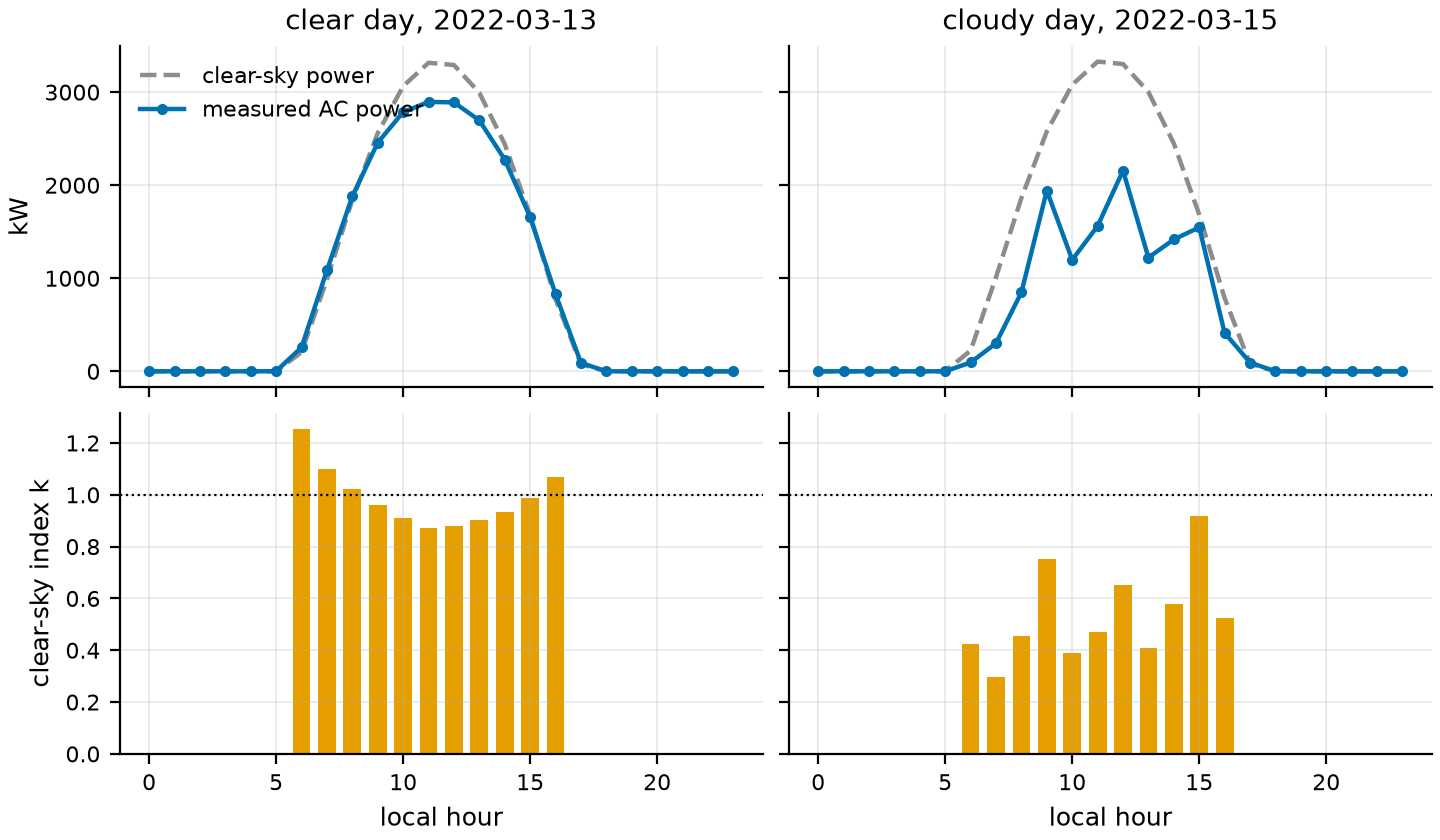 clear day, 2022-03-13
cloudy day, 2022-03-15
clear-sky power
measured AC power
kW
3000
2000
1000
0
clear-sky index k
1.2
1.0
0.8
0.6
0.4
0.2
0.0
0 5 10 15 20
0 5 10 15 20
local hour
local hour